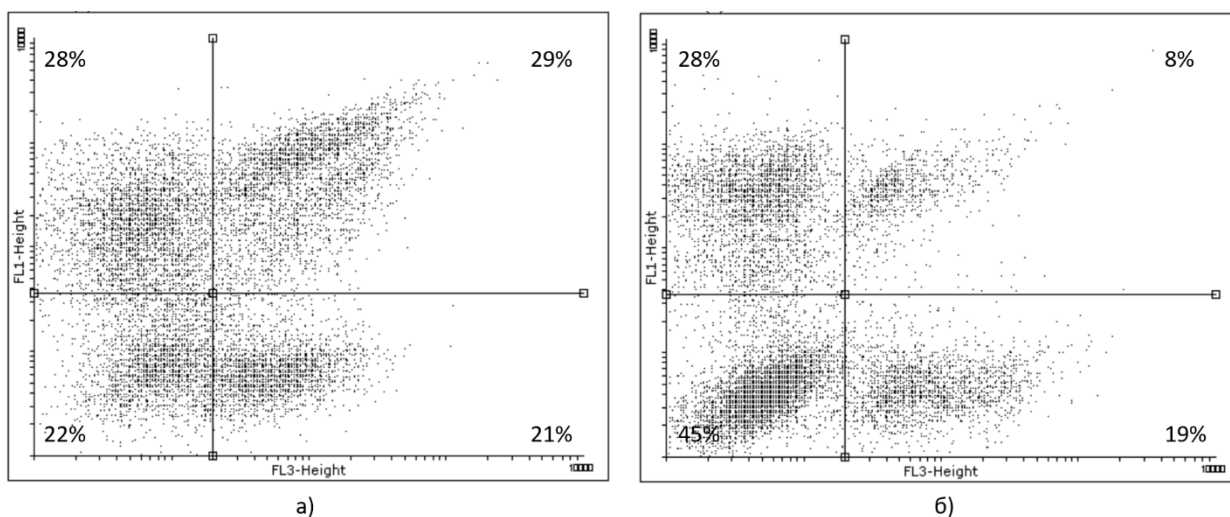 28% 29%
FL1-Height
22% 21%
FL3-Height
а)
28% 8%
FL1-Height
45% 19%
FL3-Height
б)